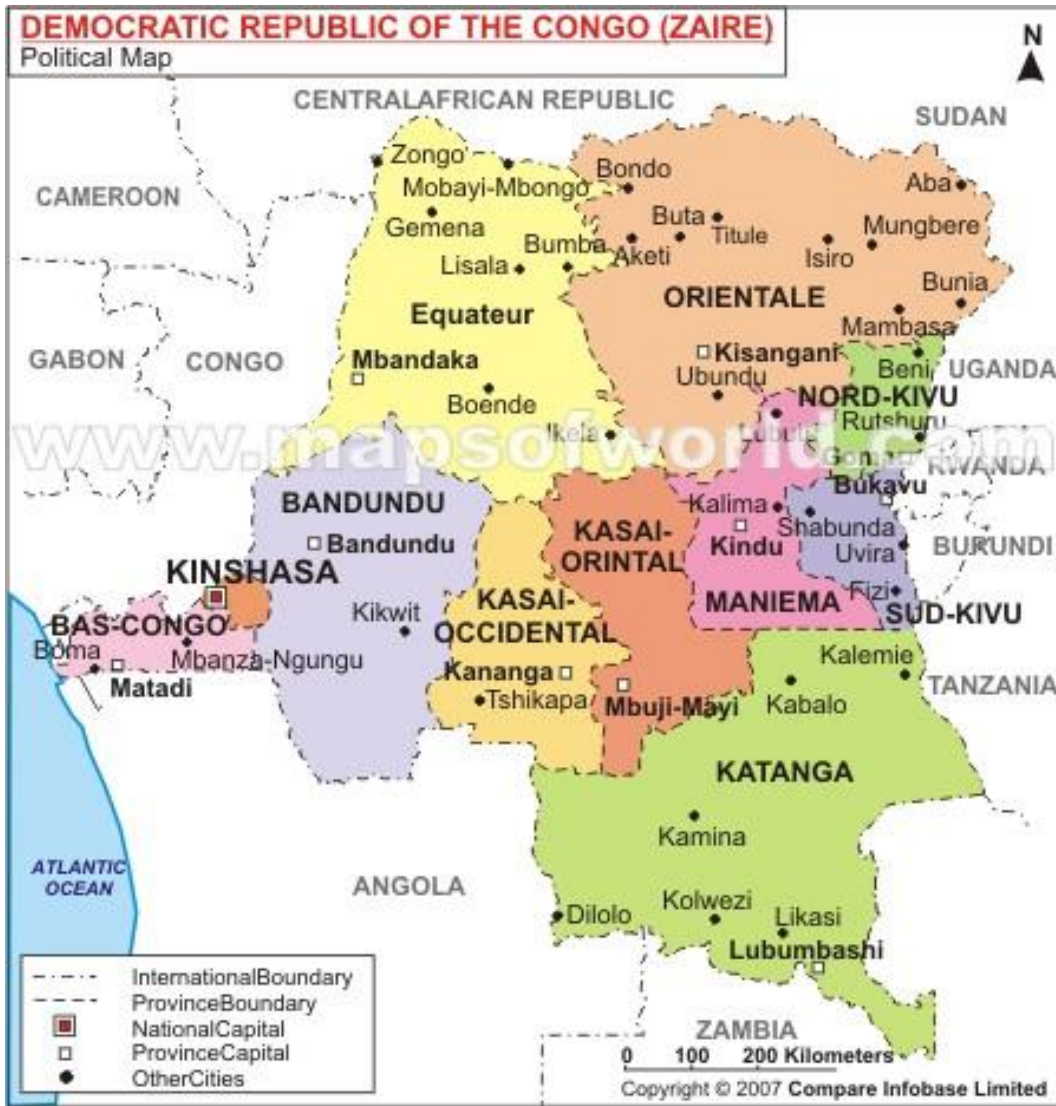 DEMOCRATIC REPUBLIC OF THE CONGO (ZAIRE)
Political Map
N
CENTRALAFRICAN REPUBLIC
SUDAN
CAMEROON
Zongo
Mobayi-Mbongo
Bondo
Aba
Gemena
Buta
Titule
Mungbere
Bumba
Aketi
Isiro
Lisala
Bunia
ORIENTALE
Equateur
Mambasa
GABON
CONGO
Mbandaka
Kisangani
Beni
UGANDA
Ubundu
Boende
NORD-KIVU
Rutshuru
Ikela
Lubutu
www.mapsofworld.com
RWANDA
BANDUNDU
Bukavu
Kalima
Shabunda
KASAI-
ORINTAL
Bandundu
Kindu
Uvira
BURUNDI
KINSHASA
Fizi
KASAI-
OCCIDENTAL
MANIEMA
SUD-KIVU
BAS-CONGO
Kikwit
Boma
Mbanza-Ngungu
Matadi
Kananga
Kalemie
TANZANIA
Tshikapa
Mbuji-Mayi
Kabalo
KATANGA
Kamina
ATLANTIC
OCEAN
ANGOLA
Dilolo
Kolwezi
Likasi
Lubumbashi
InternationalBoundary
ProvinceBoundary
NationalCapital
ProvinceCapital
OtherCities
ZAMBIA
0 100 200 Kilometers
Copyright © 2007 Compare Infobase Limited